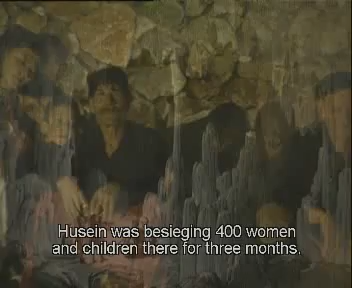 Husein was besieging 400 women
and children there for three months.